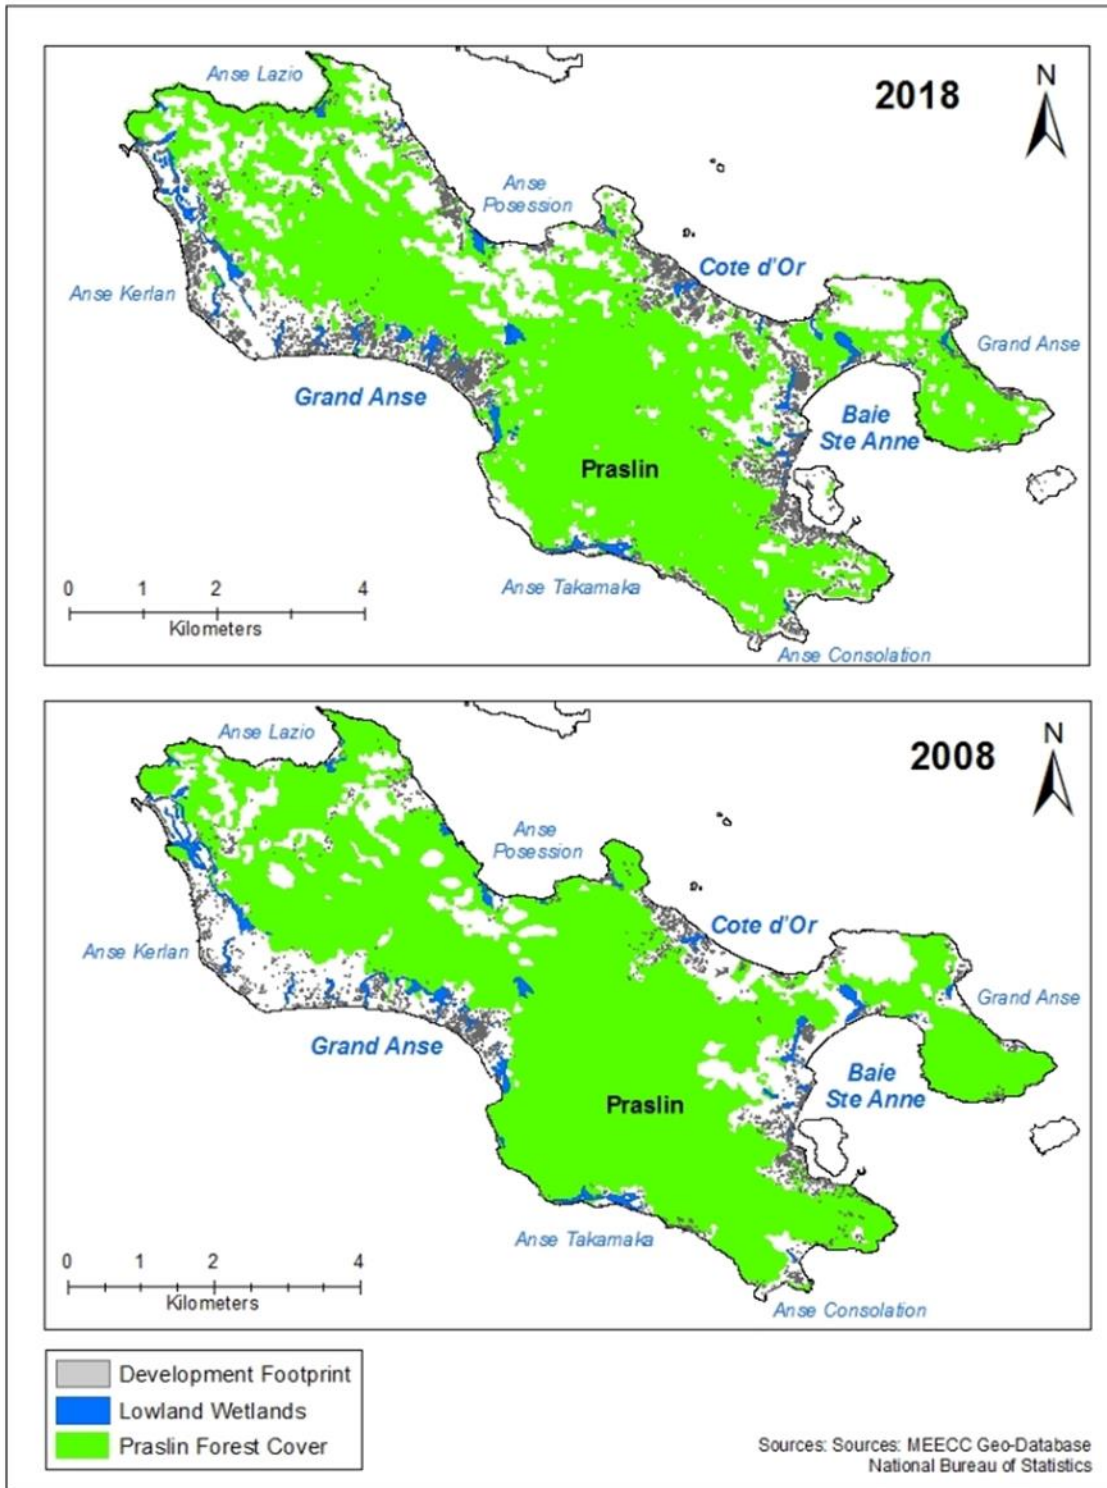 2018
N
Anse Lazio
Anse
Posession
Cote d'Or
Anse Kerlan
Grand Anse
Grand Anse
Baie
Ste Anne
Praslin
0 1 2 4
Kilometers
Anse Takamaka
Anse Consolation
2008
N
Anse Lazio
Anse
Posession
Cote d'Or
Anse Kerlan
Grand Anse
Grand Anse
Baie
Ste Anne
Praslin
0 1 2 4
Kilometers
Anse Takamaka
Anse Consolation
Development Footprint
Lowland Wetlands
Praslin Forest Cover
Sources: Sources: MEECC Geo-Database
National Bureau of Statistics